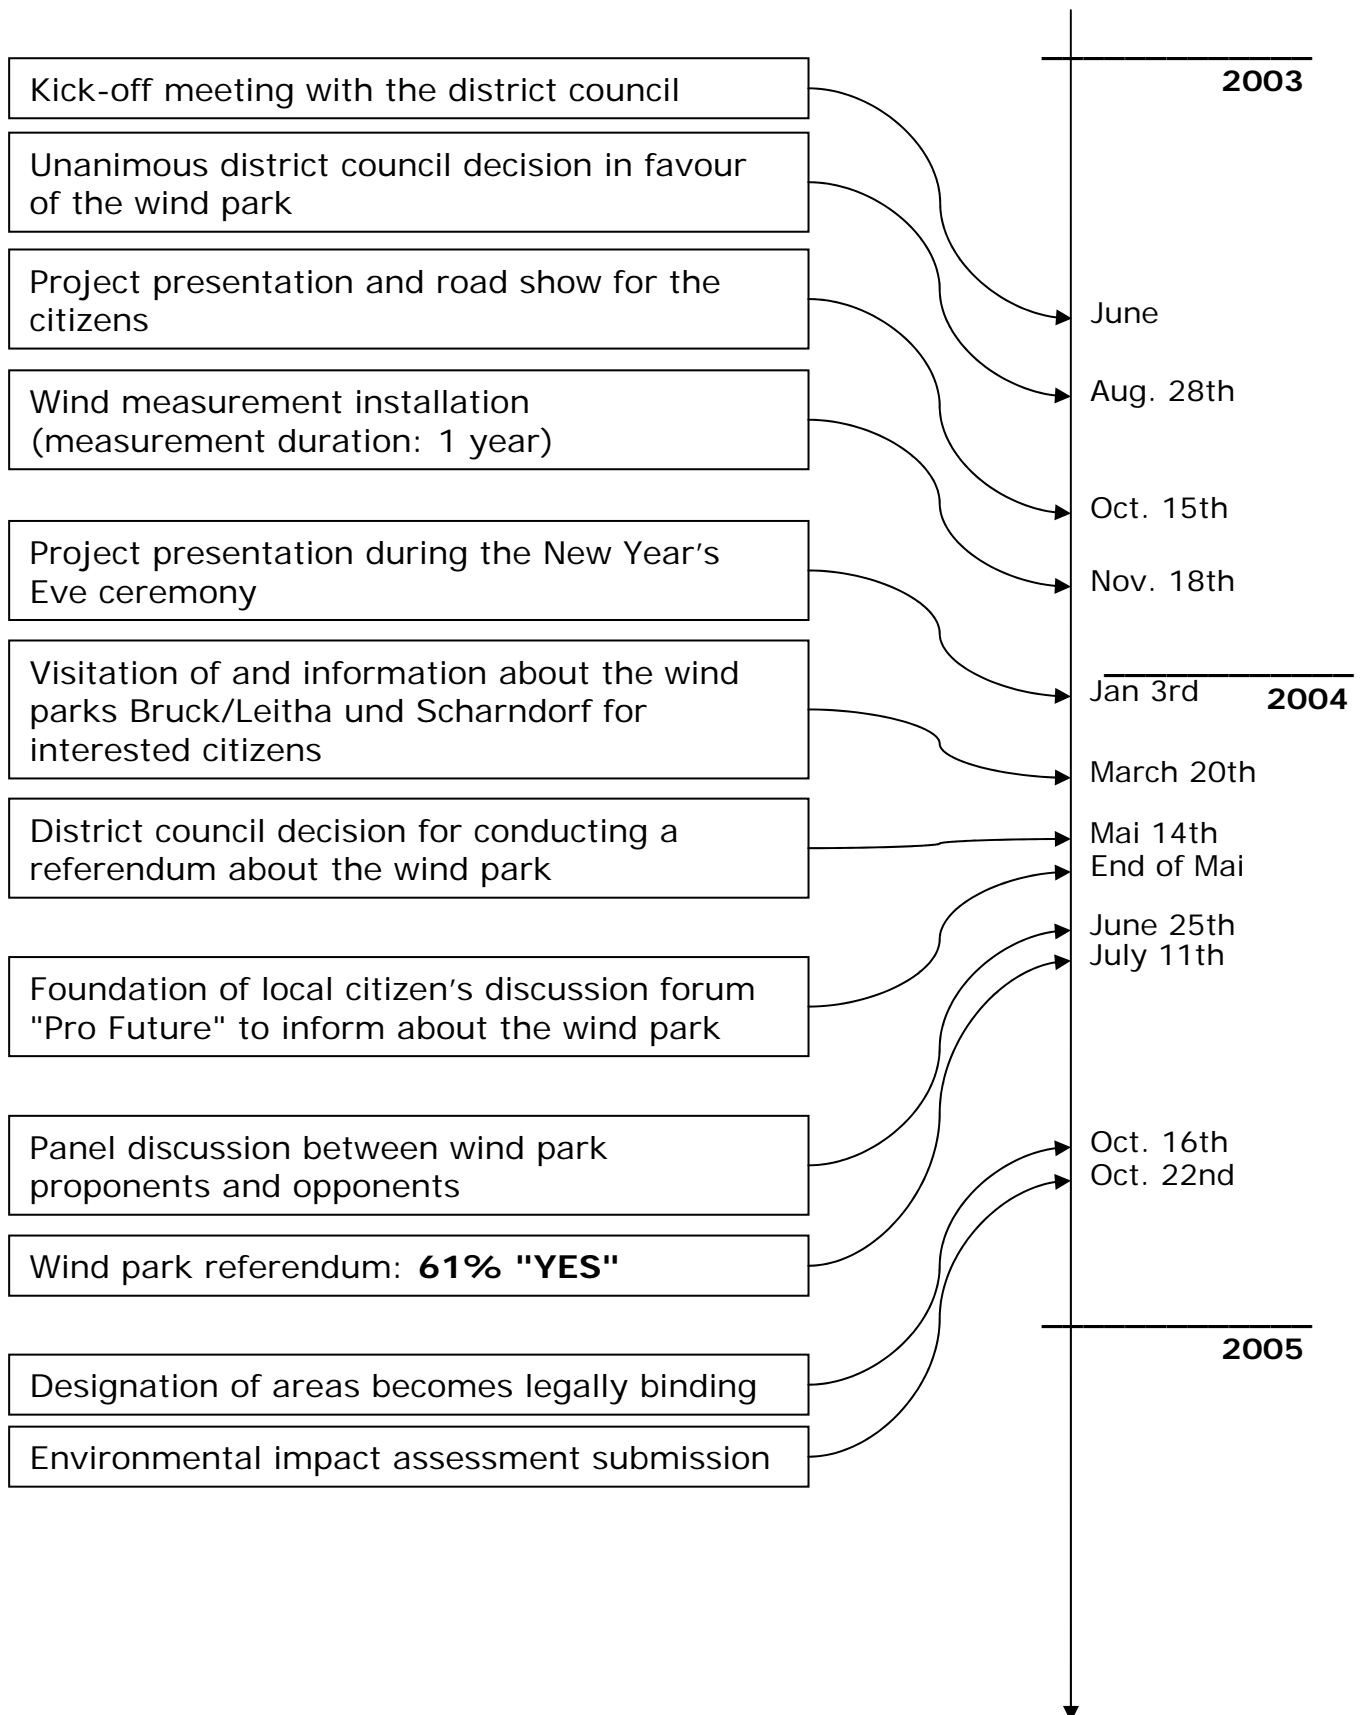 Kick-off meeting with the district council
Unanimous district council decision in favour
of the wind park
Project presentation and road show for the
citizens
Wind measurement installation
(measurement duration: 1 year)
Project presentation during the New Year’s
Eve ceremony
Visitation of and information about the wind
parks Bruck/Leitha und Scharndorf for
interested citizens
District council decision for conducting a
referendum about the wind park
Foundation of local citizen’s discussion forum
"Pro Future" to inform about the wind park
Panel discussion between wind park
proponents and opponents
Wind park referendum: 61% "YES"
Designation of areas becomes legally binding
Environmental impact assessment submission
2003
June
Aug. 28th
Oct. 15th
Nov. 18th
Jan 3rd
2004
March 20th
Mai 14th
End of Mai
June 25th
July 11th
Oct. 16th
Oct. 22nd
2005